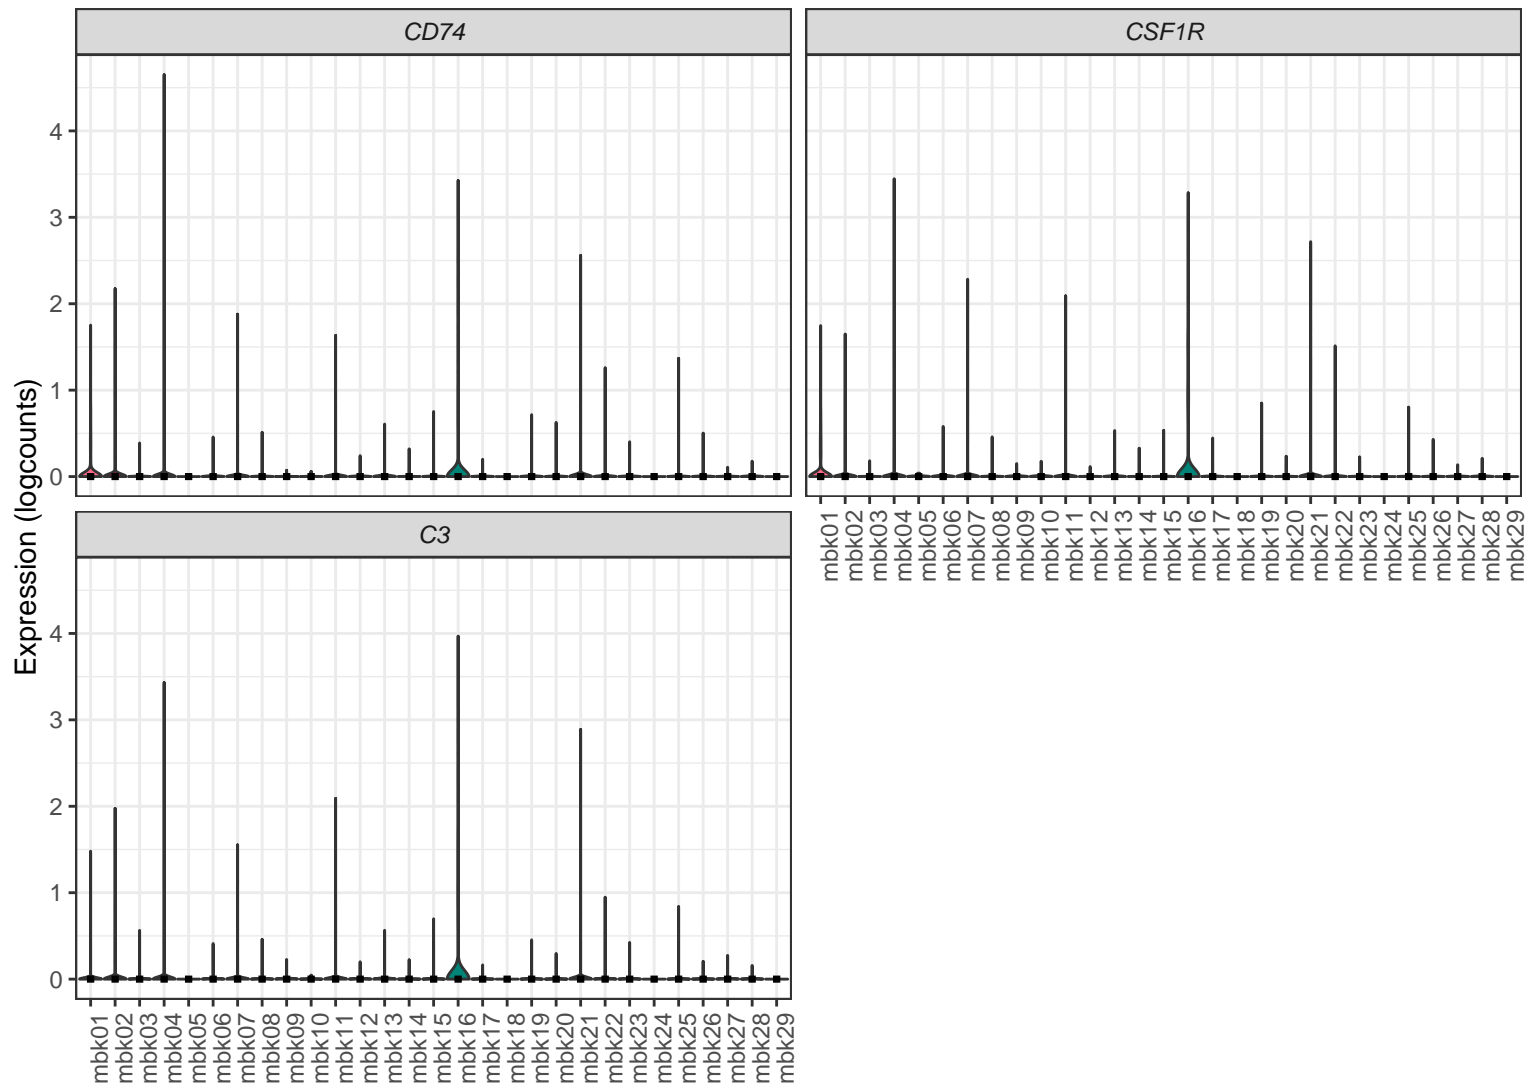 CD74
CSF1R
Expression (logcounts)
4
3
2
1
0
mbk01
mbk02
mbk03
mbk04
mbk05
mbk06
mbk07
mbk08
mbk09
mbk10
mbk11
mbk12
mbk13
mbk14
mbk15
mbk16
mbk17
mbk18
mbk19
mbk20
mbk21
mbk22
mbk23
mbk24
mbk25
mbk26
mbk27
mbk28
mbk29
C3
4
3
2
1
0
mbk01
mbk02
mbk03
mbk04
mbk05
mbk06
mbk07
mbk08
mbk09
mbk10
mbk11
mbk12
mbk13
mbk14
mbk15
mbk16
mbk17
mbk18
mbk19
mbk20
mbk21
mbk22
mbk23
mbk24
mbk25
mbk26
mbk27
mbk28
mbk29